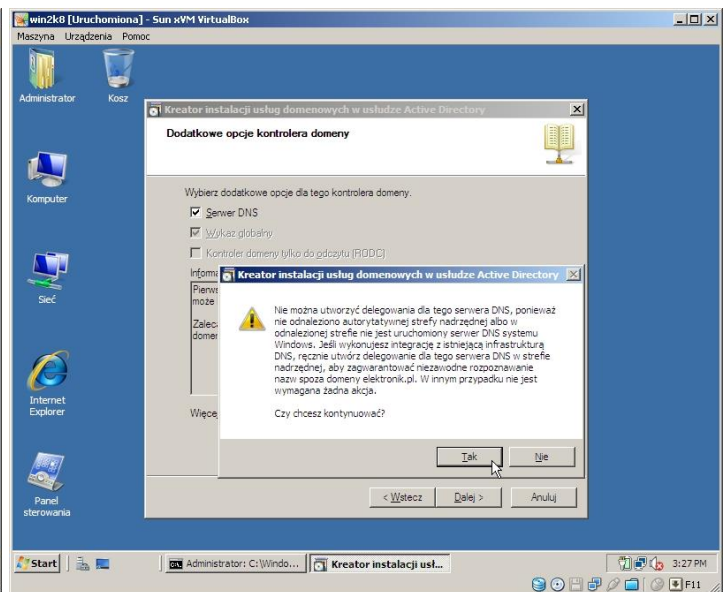 win2k8 [Uruchomiona] - Sun xVM VirtualBox
Maszyna Urządzenia Pomoc
Administrator
Kosz
Komputer
Sieć
Internet
Explorer
Panel
sterowania
Kreator instalacji usług domenowych w usłudze Active Directory
Dodatkowe opcje kontrolera domeny
Wybierz dodatkowe opcje dla tego kontrolera domeny.
Serwer DNS
Wykaz globalny
Kontroler domeny tylko do odczytu (RODC)
Kreator instalacji usług domenowych w usłudze Active Directory
Nie można utworzyć delegowania dla tego serwera DNS, ponieważ
nie odnaleziono autorytatywnej strefy nadrzędnej albo w
odnalezionej strefie nie jest uruchomiony serwer DNS systemu
Windows. Jeśli wykonujesz integrację z istniejącą infrastrukturą
DNS, ręcznie utwórz delegowanie dla tego serwera DNS w strefie
nadrzędnej, aby zagwarantować niezawodne rozpoznawanie
nazw spoza domeny elektronik.pl. W innym przypadku nie jest
wymagana żadna akcja.
Czy chcesz kontynuować?
Tak Nie
< Wstecz Dalej > Anuluj
Start
Administrator: C:\Windo...
Kreator instalacji usł...
3:27 PM
F11